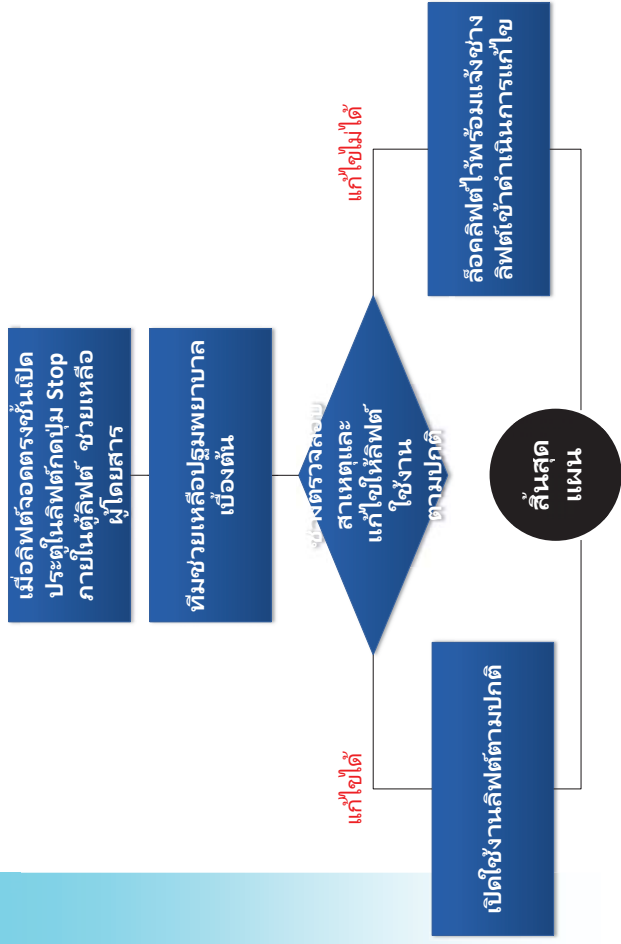 เมื่อลิฟต์จอดตรงชั้นเปิด
ประตูในลิฟต์กดปุ่ม Stop
ภายในตู้ลิฟต์ ช่วยเหลือ
ผู้โดยสาร
ทีมช่วยเหลือปฐมพยาบาล
เบื้องต้น
ช่างตรวจสอบ
สาเหตุและ
แก้ไขให้ลิฟต์
ใช้งาน
ตามปกติ
แก้ไขได้
แก้ไขไม่ได้
เปิดใช้งานลิฟต์ตามปกติ
ล็อคลิฟต์ไว้พร้อมแจ้งช่าง
ลิฟต์เข้าดำเนินการแก้ไข
สิ้นสุด
แผน